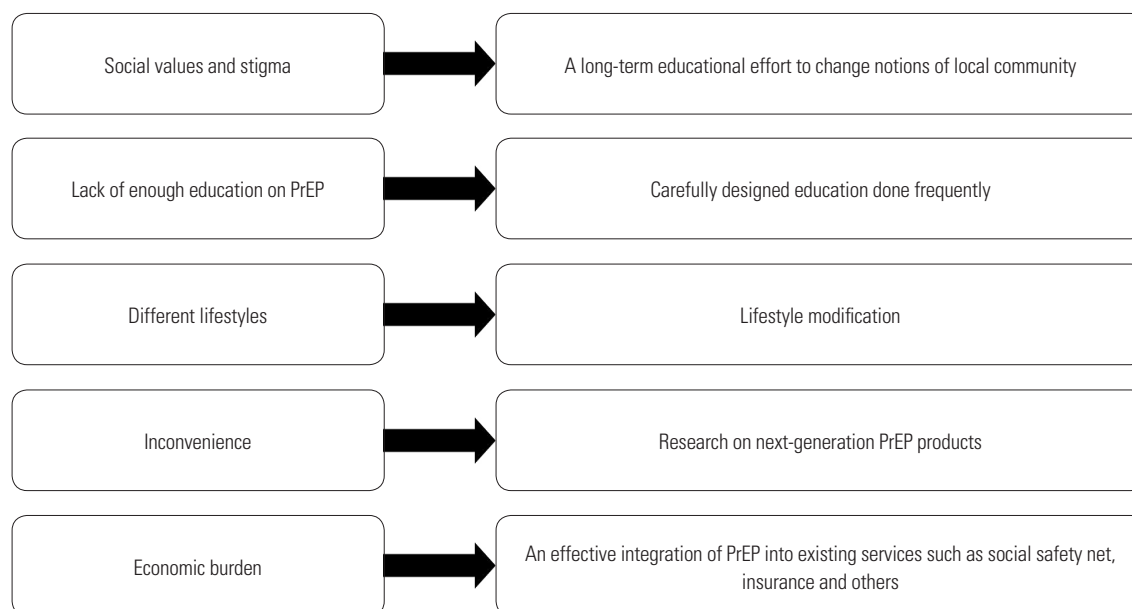 Social values and stigma
A long-term educational effort to change notions of local community
Lack of enough education on PrEP
Carefully designed education done frequently
Different lifestyles
Lifestyle modification
Inconvenience
Research on next-generation PrEP products
Economic burden
An effective integration of PrEP into existing services such as social safety net,
insurance and others